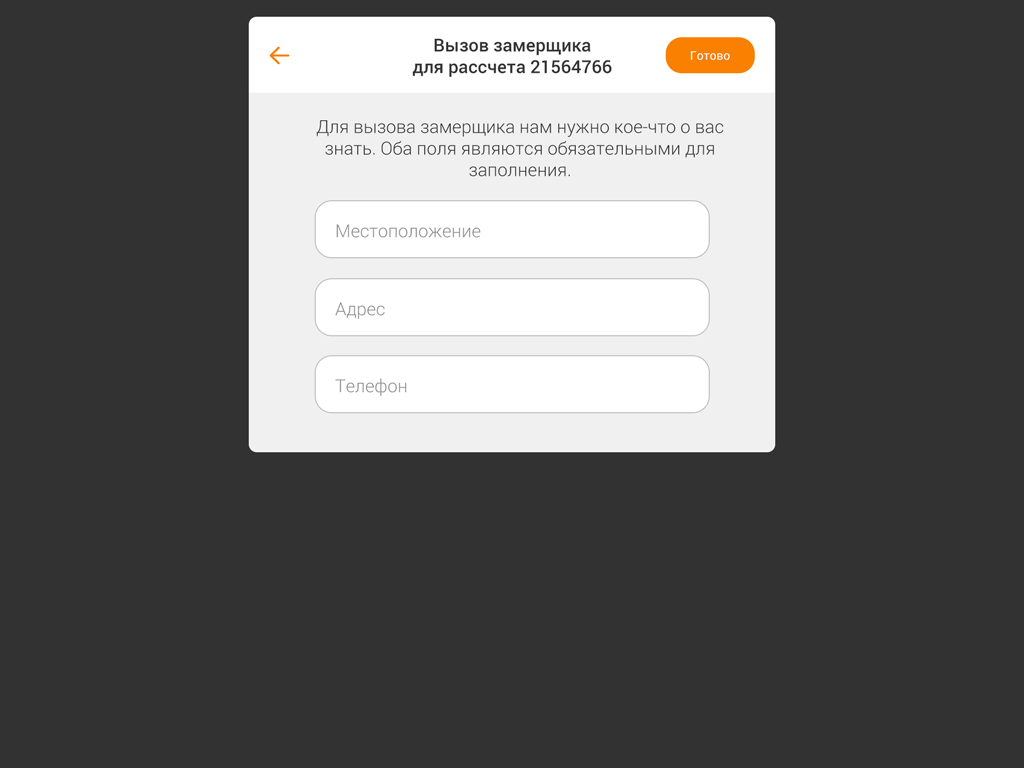 Вызов замерщика
для рассчета 21564766
Готово
Для вызова замерщика нам нужно кое-что о вас
знать. Оба поля являются обязательными для
заполнения.
Местоположение
Адрес
Телефон